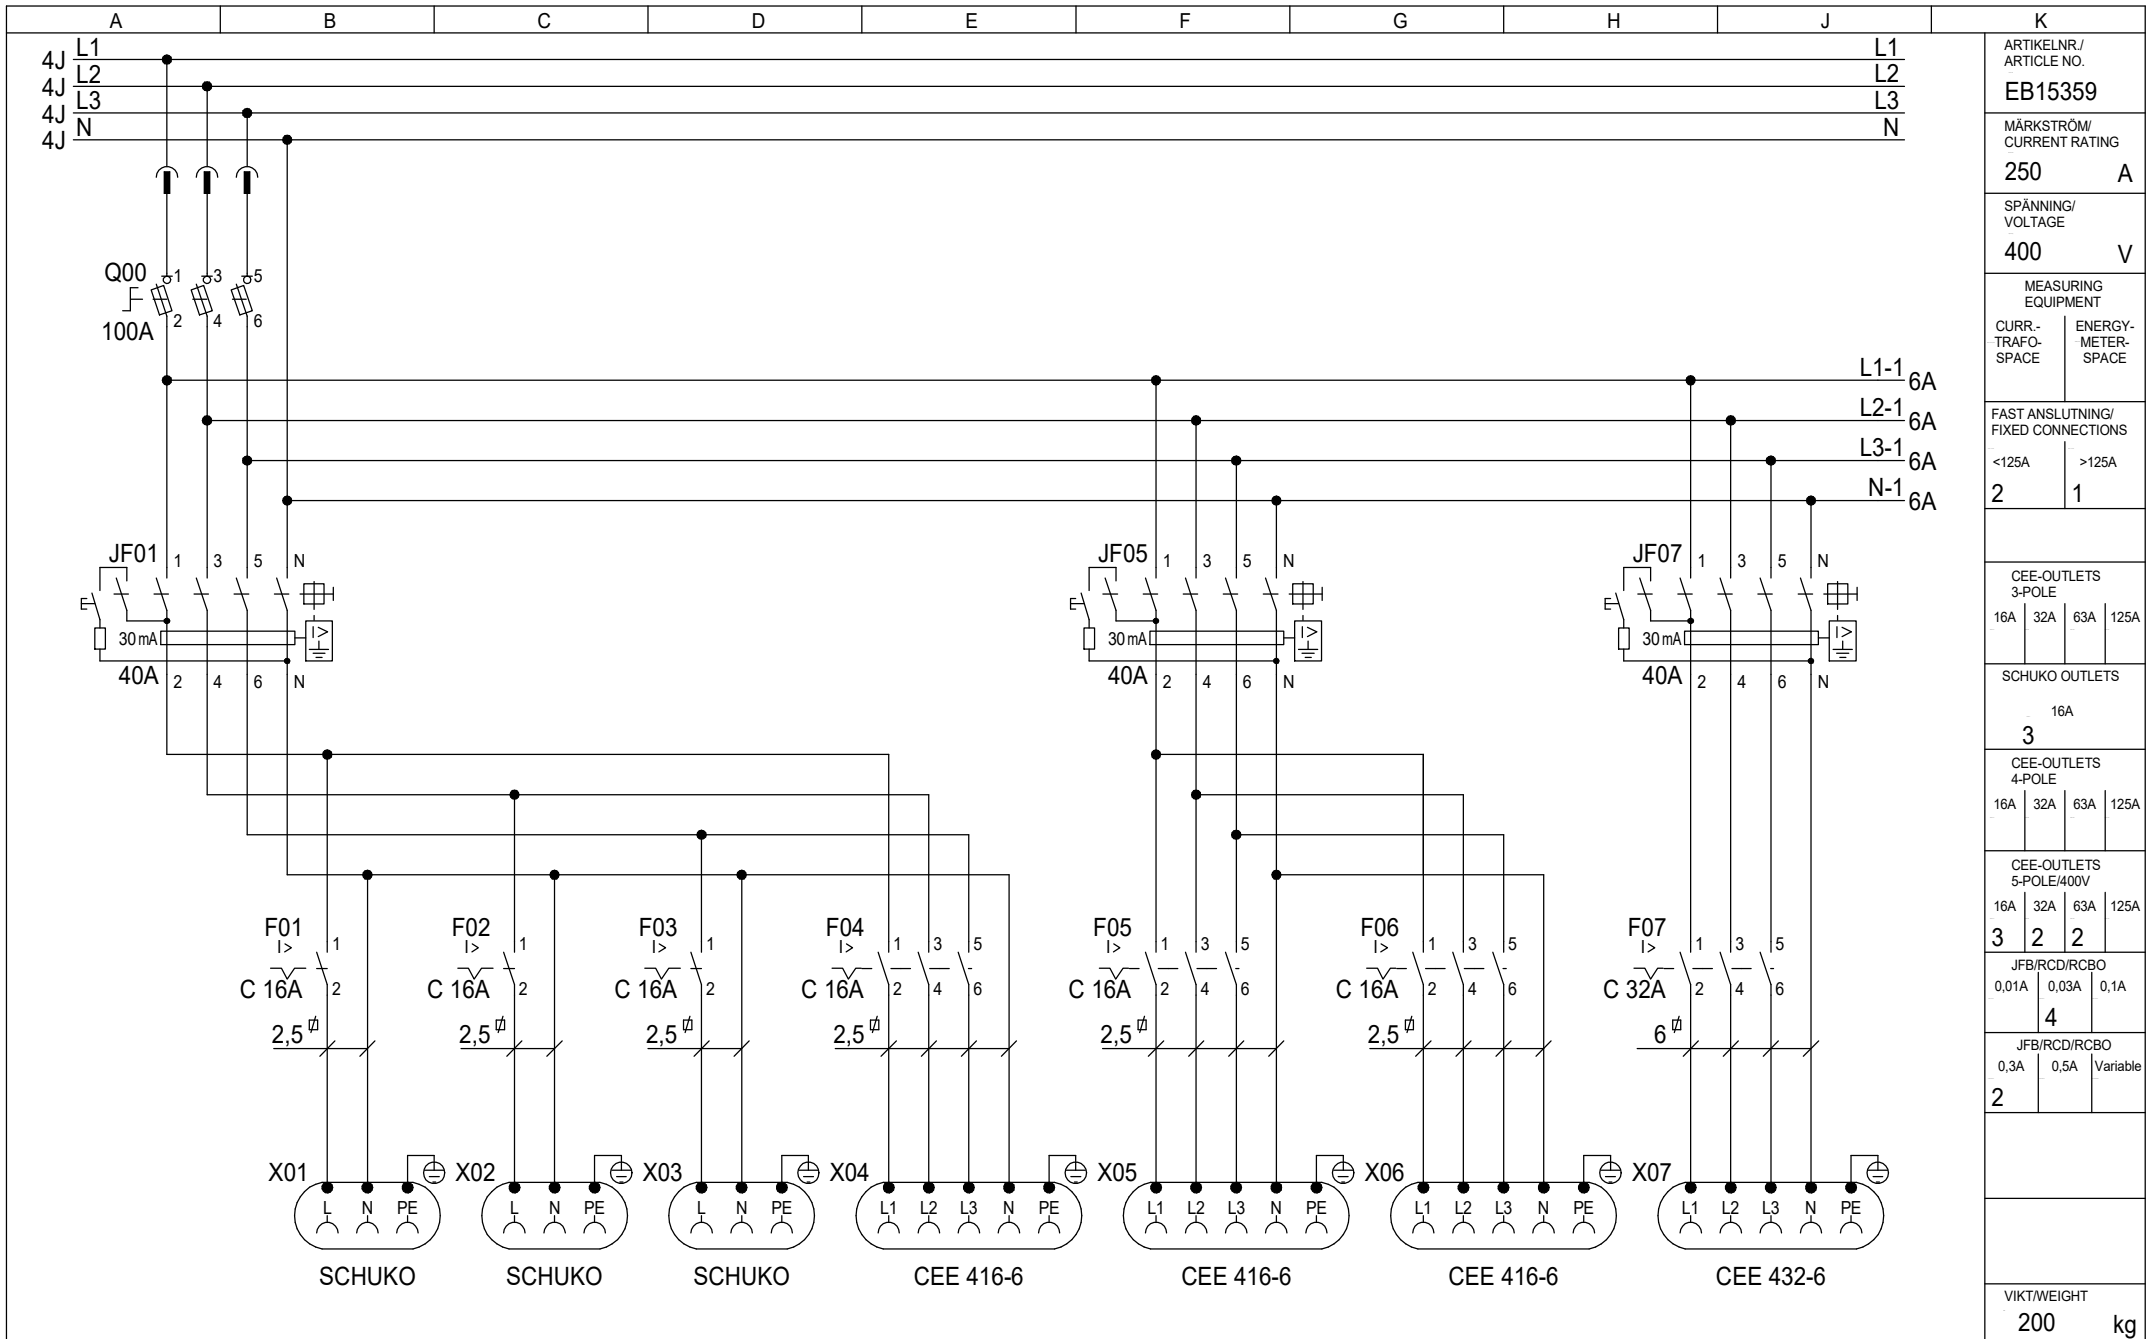 A B C D E F G H J K
4J L1 L1
4J L2 L2
4J L3 L3
4J N N
Q00 1 3 5
100A 2 4 6
L1-1 6A
L2-1 6A
L3-1 6A
N-1 6A
JF01 1 3 5 N
30 mA I>
40A 2 4 6 N
JF05 1 3 5 N
30 mA I>
40A 2 4 6 N
JF07 1 3 5 N
30 mA I>
40A 2 4 6 N
F01 I> 1
C 16A 2
2,5
F02 I> 1
C 16A 2
2,5
F03 I> 1
C 16A 2
2,5
F04 I> 1 3 5
C 16A 2 4 6
2,5
F05 I> 1 3 5
C 16A 2 4 6
2,5
F06 I> 1 3 5
C 16A 2 4 6
2,5
F07 I> 1 3 5
C 32A 2 4 6
6
X01
L N PE
SCHUKO
X02
L N PE
SCHUKO
X03
L N PE
SCHUKO
X04
L1 L2 L3 N PE
CEE 416-6
X05
L1 L2 L3 N PE
CEE 416-6
X06
L1 L2 L3 N PE
CEE 416-6
X07
L1 L2 L3 N PE
CEE 432-6
ARTIKELNR./
ARTICLE NO.
EB15359
MÄRKSTRÖM/
CURRENT RATING
250 A
SPÄNNING/
VOLTAGE
400 V
MEASURING
EQUIPMENT
CURR.-
TRAFO-
SPACE
ENERGY-
METER-
SPACE
FAST ANSLUTNING/
FIXED CONNECTIONS
<125A >125A
2 1
CEE-OUTLETS
3-POLE
16A 32A 63A 125A
SCHUKO OUTLETS
16A
3
CEE-OUTLETS
4-POLE
16A 32A 63A 125A
CEE-OUTLETS
5-POLE/400V
16A 32A 63A 125A
3 2 2
JFB/RCD/RCBO
0,01A 0,03A 0,1A
4
JFB/RCD/RCBO
0,3A 0,5A Variable
2
VIKT/WEIGHT
200 kg